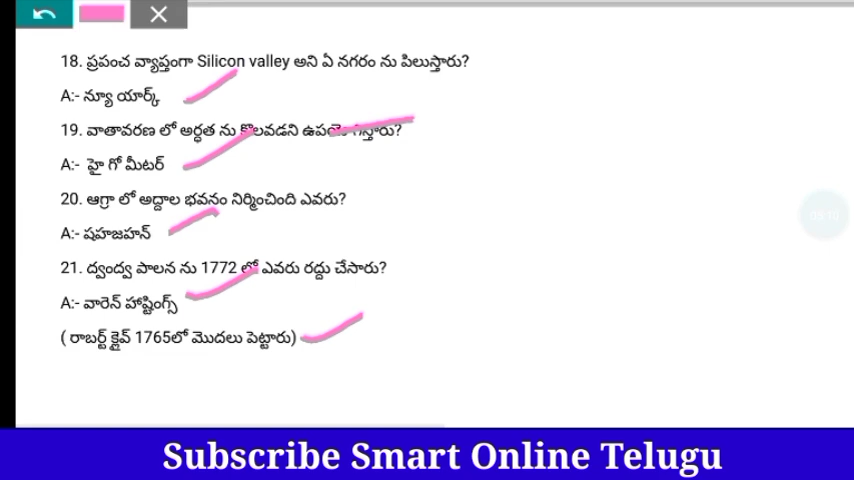 18. ప్రపంచ వ్యాప్తంగా Silicon valley అని ఏ నగరం ను పిలుస్తారు?
A:- న్యూ యార్క్
19. వాతావరణ లో అర్ధత ను కొలవడని ఉపయో గిస్తారు?
A:- హై గో మీటర్
20. ఆగ్రా లో అద్దాల భవనం నిర్మించింది ఎవరు?
A:- షహజహన్
21. ద్వంద్వ పాలన ను 1772 లో ఎవరు రద్దు చేసారు?
A:- వారెన్ హాష్టింగ్స్
( రాబర్ట్ క్లైవ్ 1765లో మొదలు పెట్టారు)
Subscribe Smart Online Telugu